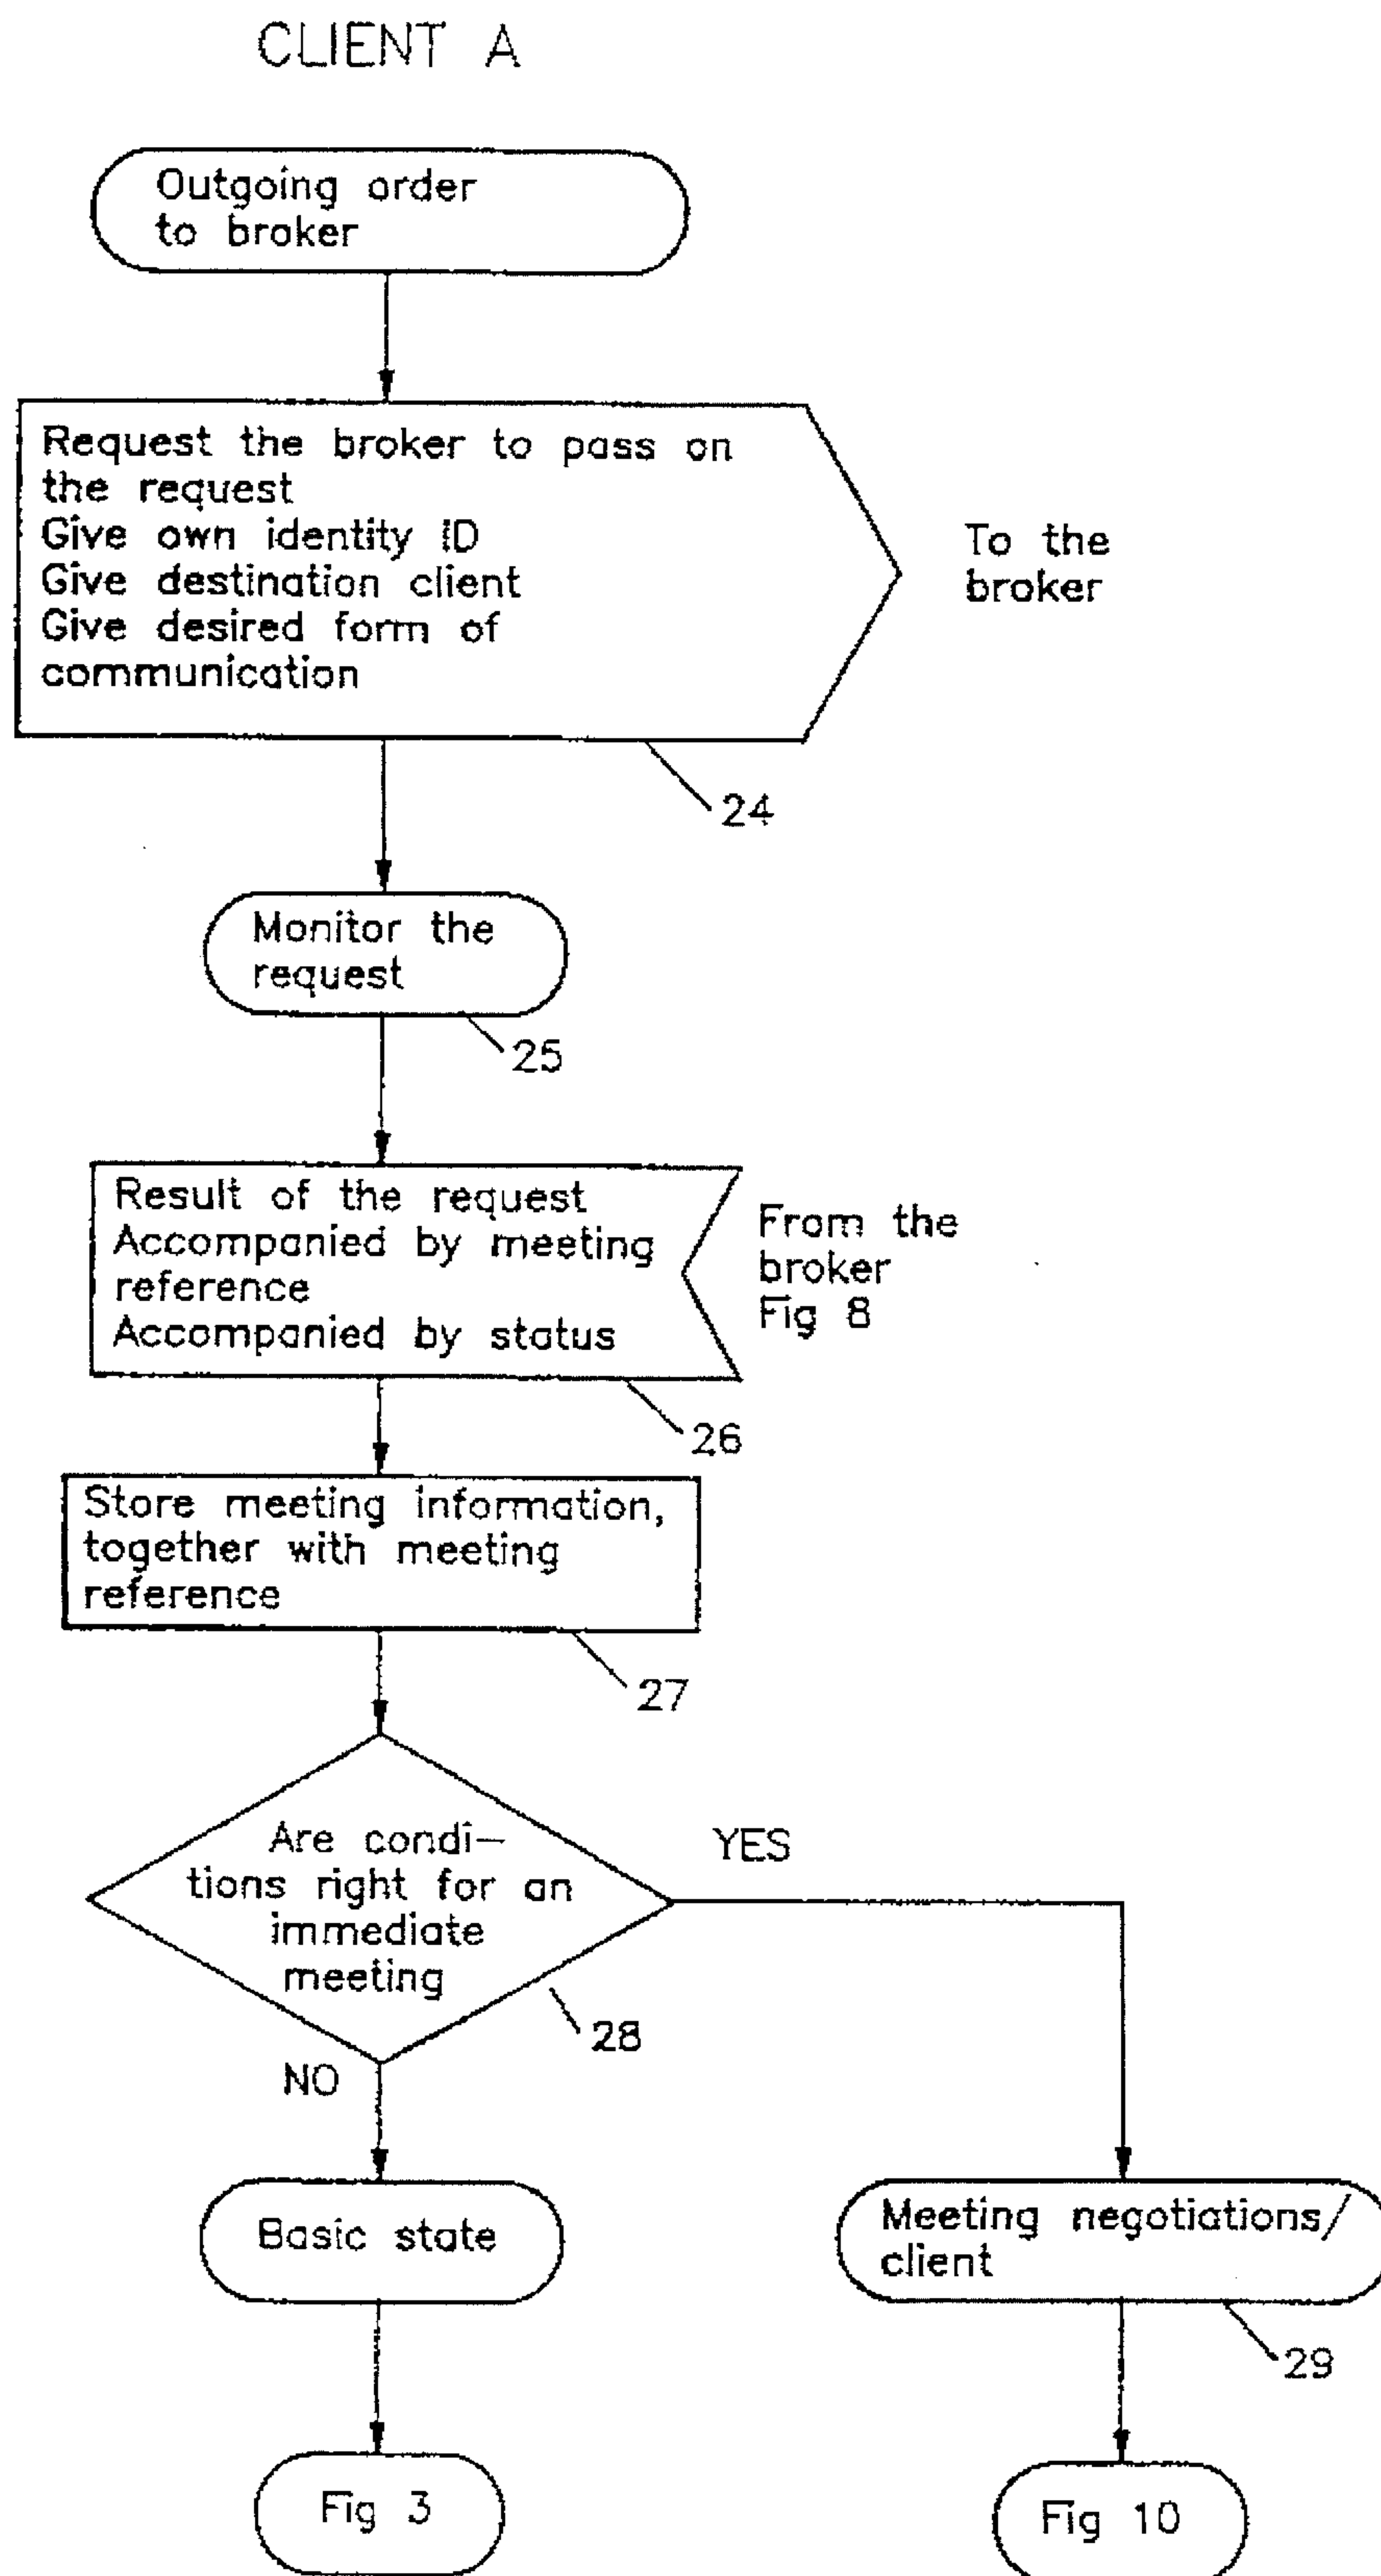 CLIENT A
Outgoing order
to broker
Request the broker to pass on
the request
Give own identity ID
Give destination client
Give desired form of
communication
To the
broker
24
Monitor the
request
25
Result of the request
Accompanied by meeting
reference
Accompanied by status
From the
broker
Fig 8
26
Store meeting information,
together with meeting
reference
27
Are condi-
tions right for an
immediate
meeting
YES
28
NO
Basic state
Meeting negotiations/
client
29
Fig 3
Fig 10